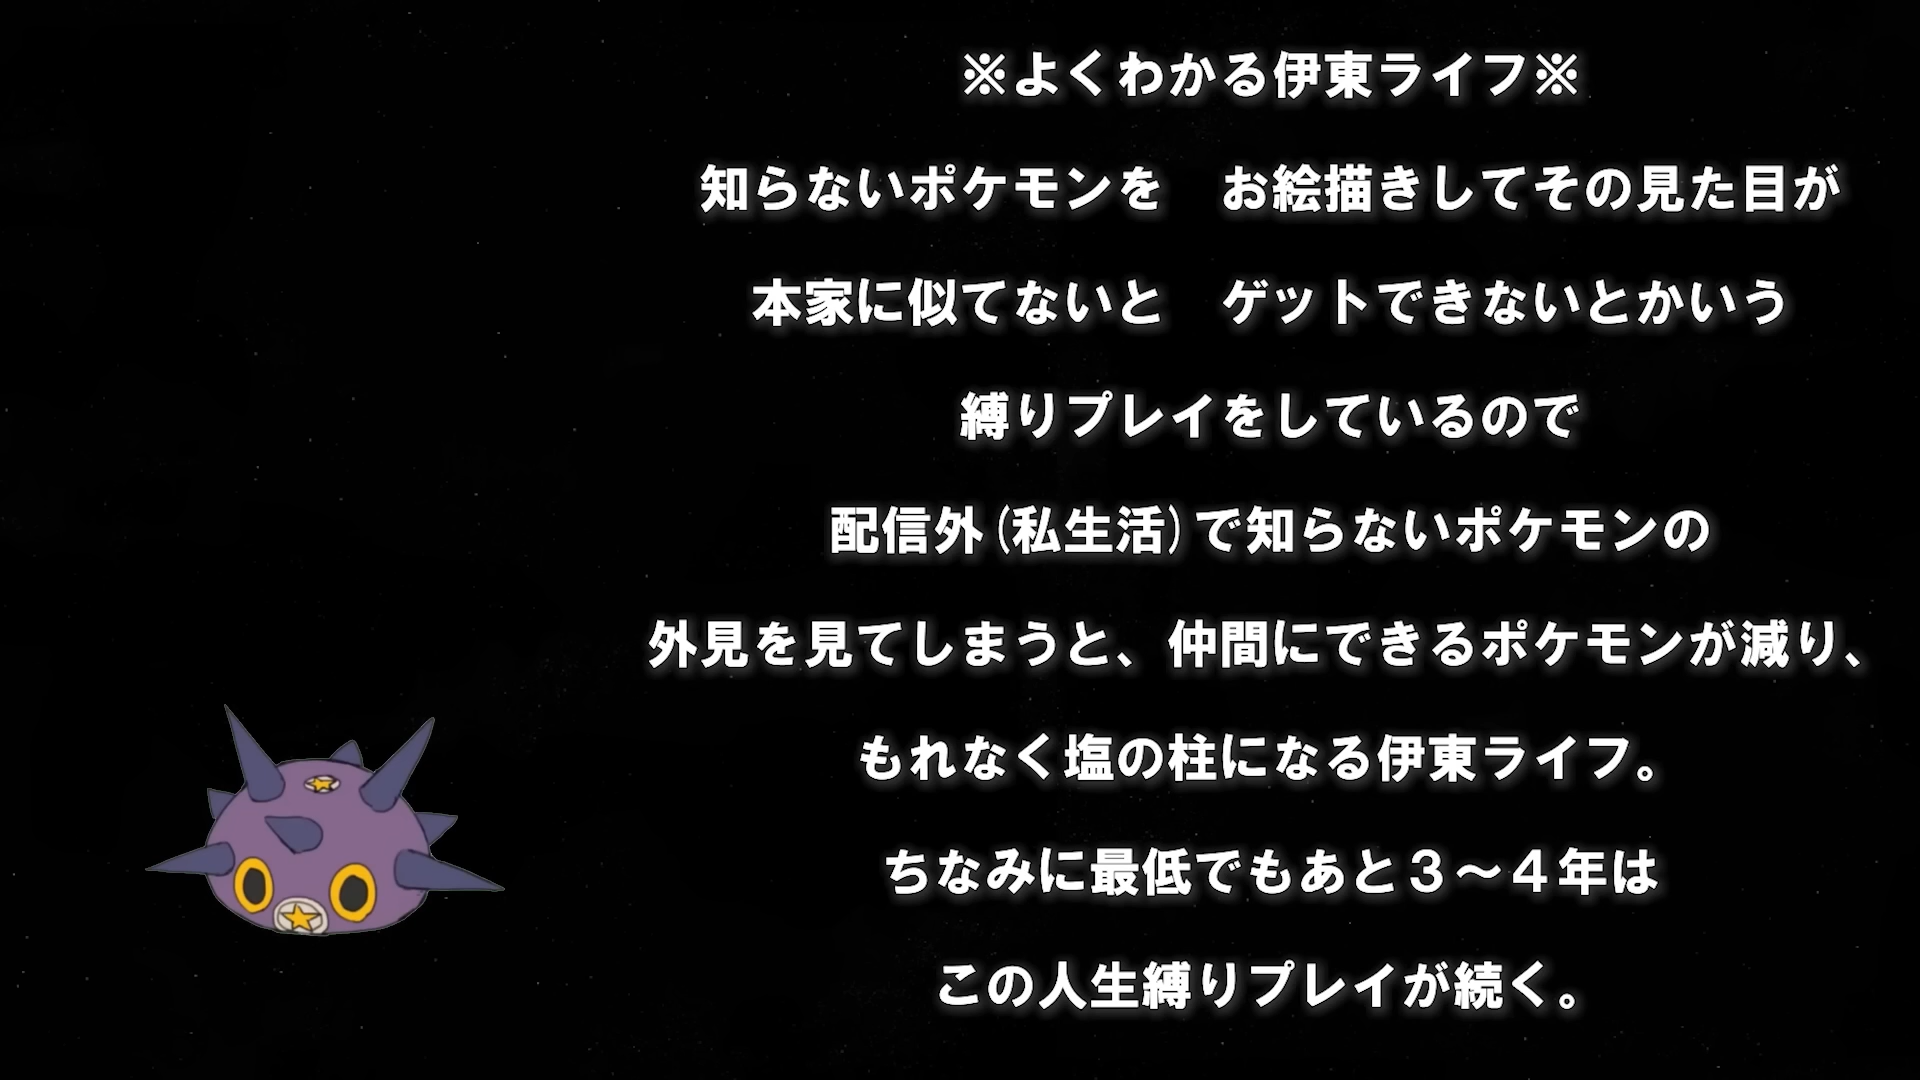 ※よくわかる伊東ライフ※
知らないポケモンを　お絵描きしてその見た目が
本家に似てないと　ゲットできないとかいう
縛りプレイをしているので
配信外(私生活)で知らないポケモンの
外見を見てしまうと、仲間にできるポケモンが減り、
もれなく塩の柱になる伊東ライフ。
ちなみに最低でもあと３～４年は
この人生縛りプレイが続く。